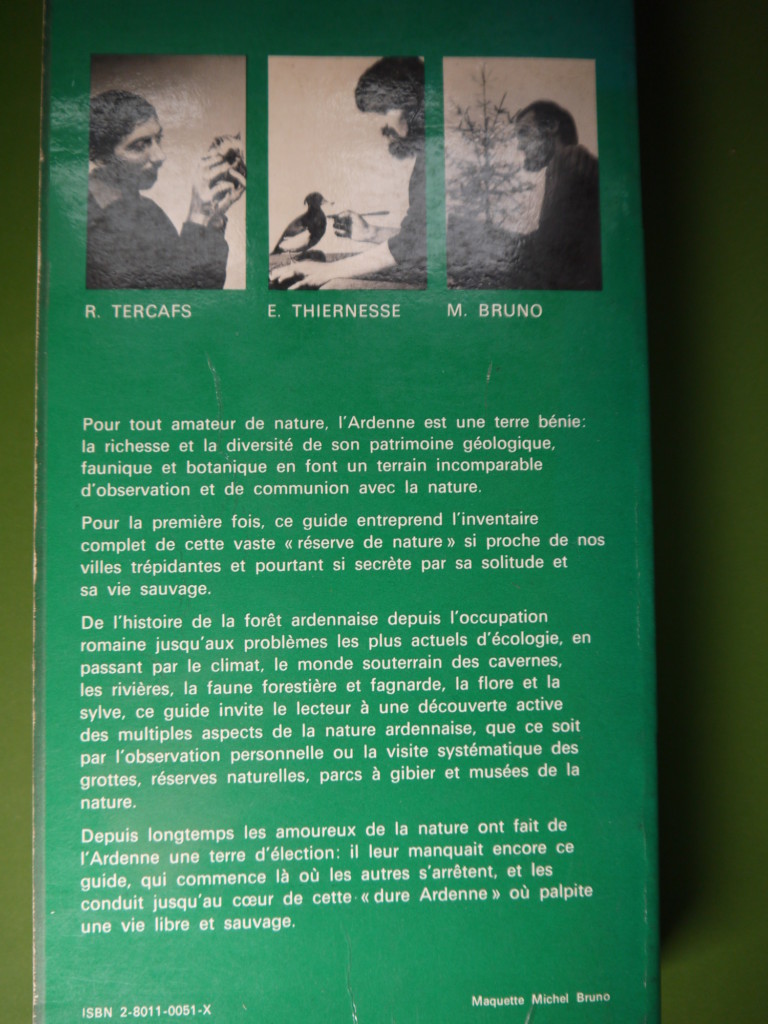 R. TERCAFS
E. THIERNESSE
M. BRUNO
Pour tout amateur de nature, l'Ardenne est une terre bénie:
la richesse et la diversité de son patrimoine géologique,
faunique et botanique en font un terrain incomparable
d'observation et de communion avec la nature.
Pour la première fois, ce guide entreprend l'inventaire
complet de cette vaste « réserve de nature » si proche de nos
villes trépidantes et pourtant si secrète par sa solitude et
sa vie sauvage.
De l'histoire de la forêt ardennaise depuis l'occupation
romaine jusqu'aux problèmes les plus actuels d'écologie, en
passant par le climat, le monde souterrain des cavernes,
les rivières, la faune forestière et fagnarde, la flore et la
sylve, ce guide invite le lecteur à une découverte active
des multiples aspects de la nature ardennaise, que ce soit
par l'observation personnelle ou la visite systématique des
grottes, réserves naturelles, parcs à gibier et musées de la
nature.
Depuis longtemps les amoureux de la nature ont fait de
l'Ardenne une terre d'élection: il leur manquait encore ce
guide, qui commence là où les autres s'arrêtent, et les
conduit jusqu'au cœur de cette « dure Ardenne » où palpite
une vie libre et sauvage.
ISBN 2-8011-0051-X
Maquette Michel Bruno